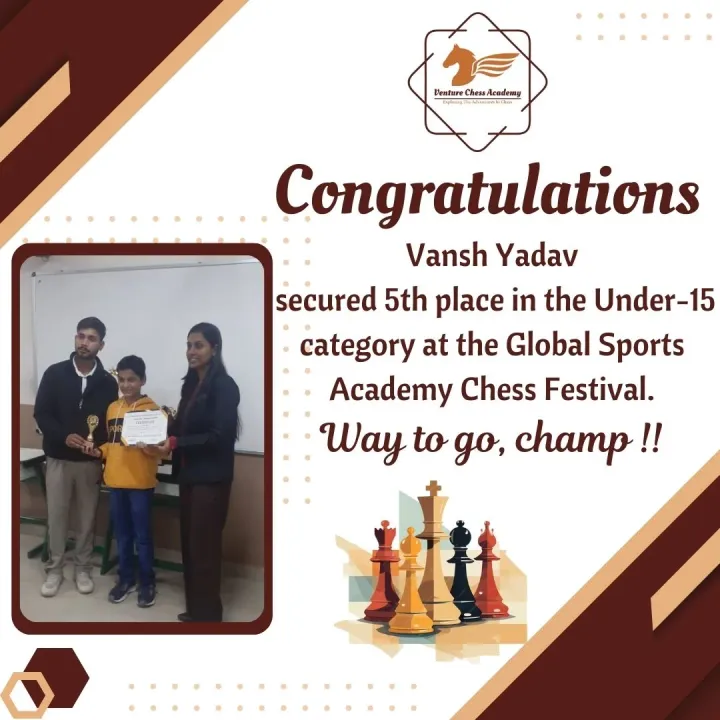 Venture Chess Academy
Exploring The Adventure In Chess
Congratulations
Vansh Yadav
secured 5th place in the Under-15
category at the Global Sports
Academy Chess Festival.
Way to go, champ !!